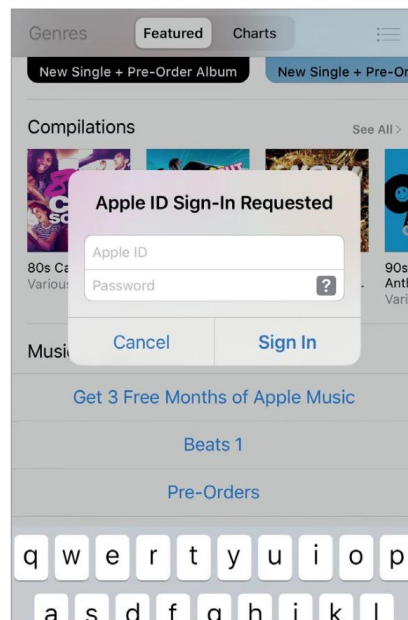 Genres Featured Charts
New Single + Pre-Order Album New Single + Pre-Or
Compilations See All >
Apple ID Sign-In Requested
Apple ID
Password ?
80s Ca 90s
Various Ant
Vari
Cancel Sign In
Musi
Get 3 Free Months of Apple Music
Beats 1
Pre-Orders
q w e r t y u i o p
a s d f g h j k l